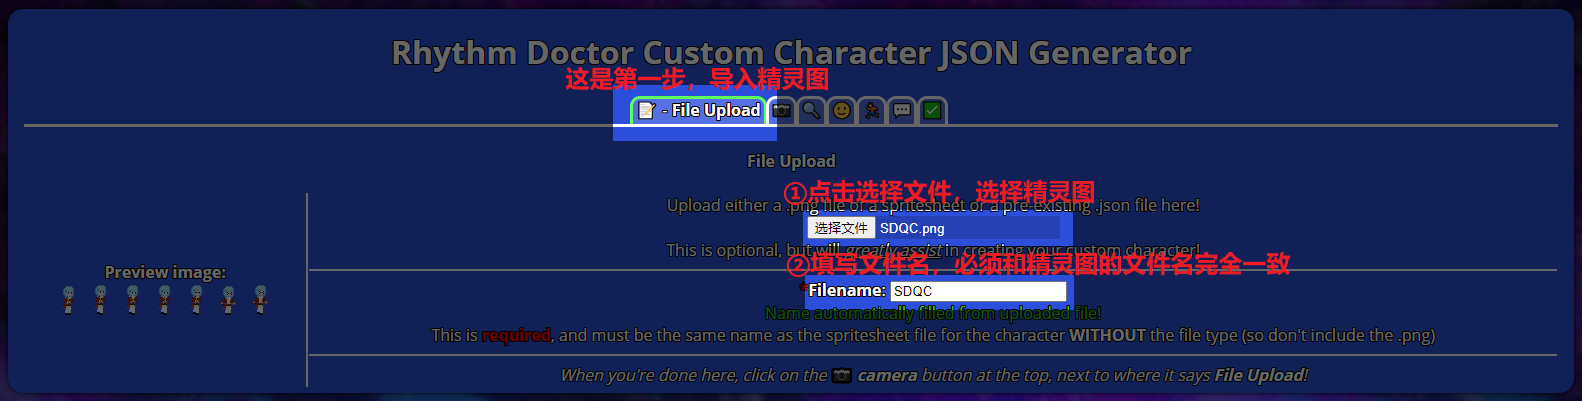 Rhythm Doctor Custom Character JSON Generator
这是第一步，导入精灵图
- File Upload
File Upload
①点击选择文件，选择精灵图
Upload either a .png file of a spritesheet or a pre-existing .json file here!
选择文件 SDQC.png
This is optional, but will greatly assist in creating your custom character!
②填写文件名，必须和精灵图的文件名完全一致
Preview image:
*Filename: SDQC
Name automatically filled from uploaded file!
This is required, and must be the same name as the spritesheet file for the character WITHOUT the file type (so don't include the .png)
When you're done here, click on the 📷 camera button at the top, next to where it says File Upload!